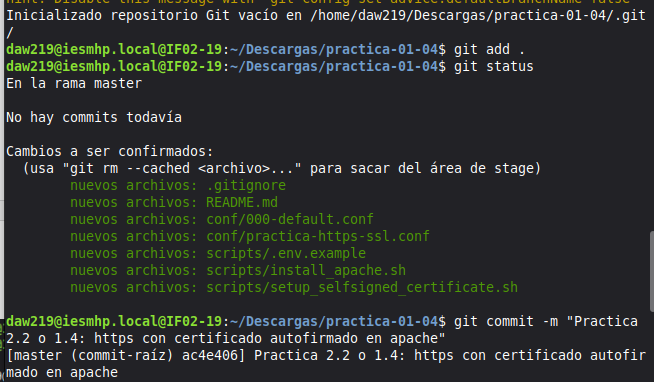 hint: Disable this message with "git config set advice.defaultBranchName false"
Inicializado repositorio Git vacío en /home/daw219/Descargas/practica-01-04/.git
/
daw219@iesmhp.local@IF02-19:~/Descargas/practica-01-04$ git add .
daw219@iesmhp.local@IF02-19:~/Descargas/practica-01-04$ git status
En la rama master
No hay commits todavía
Cambios a ser confirmados:
  (usa "git rm --cached <archivo>..." para sacar del área de stage)
        nuevos archivos: .gitignore
        nuevos archivos: README.md
        nuevos archivos: conf/000-default.conf
        nuevos archivos: conf/practica-https-ssl.conf
        nuevos archivos: scripts/.env.example
        nuevos archivos: scripts/install_apache.sh
        nuevos archivos: scripts/setup_selfsigned_certificate.sh
daw219@iesmhp.local@IF02-19:~/Descargas/practica-01-04$ git commit -m "Practica
2.2 o 1.4: https con certificado autofirmado en apache"
[master (commit-raíz) ac4e406] Practica 2.2 o 1.4: https con certificado autofir
mado en apache